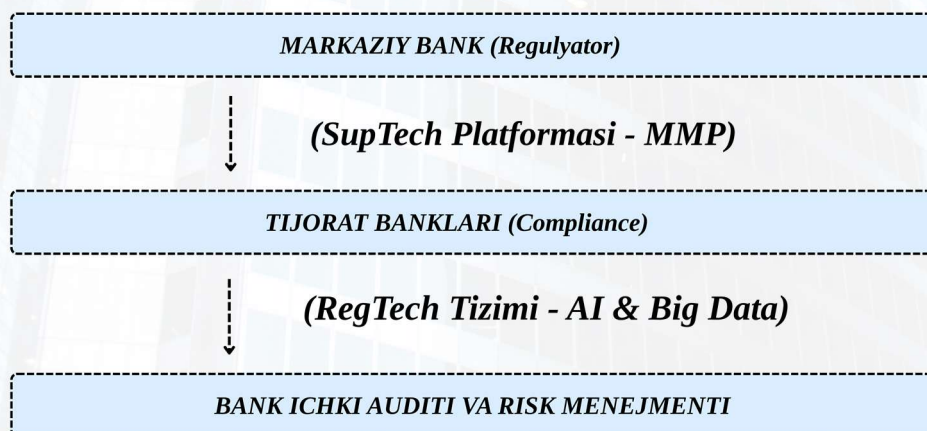 MARKAZIY BANK (Regulyator)
(SupTech Platformasi - MMP)
TIJORAT BANKLARI (Compliance)
(RegTech Tizimi - AI & Big Data)
BANK ICHKI AUDITI VA RISK MENEJMENTI